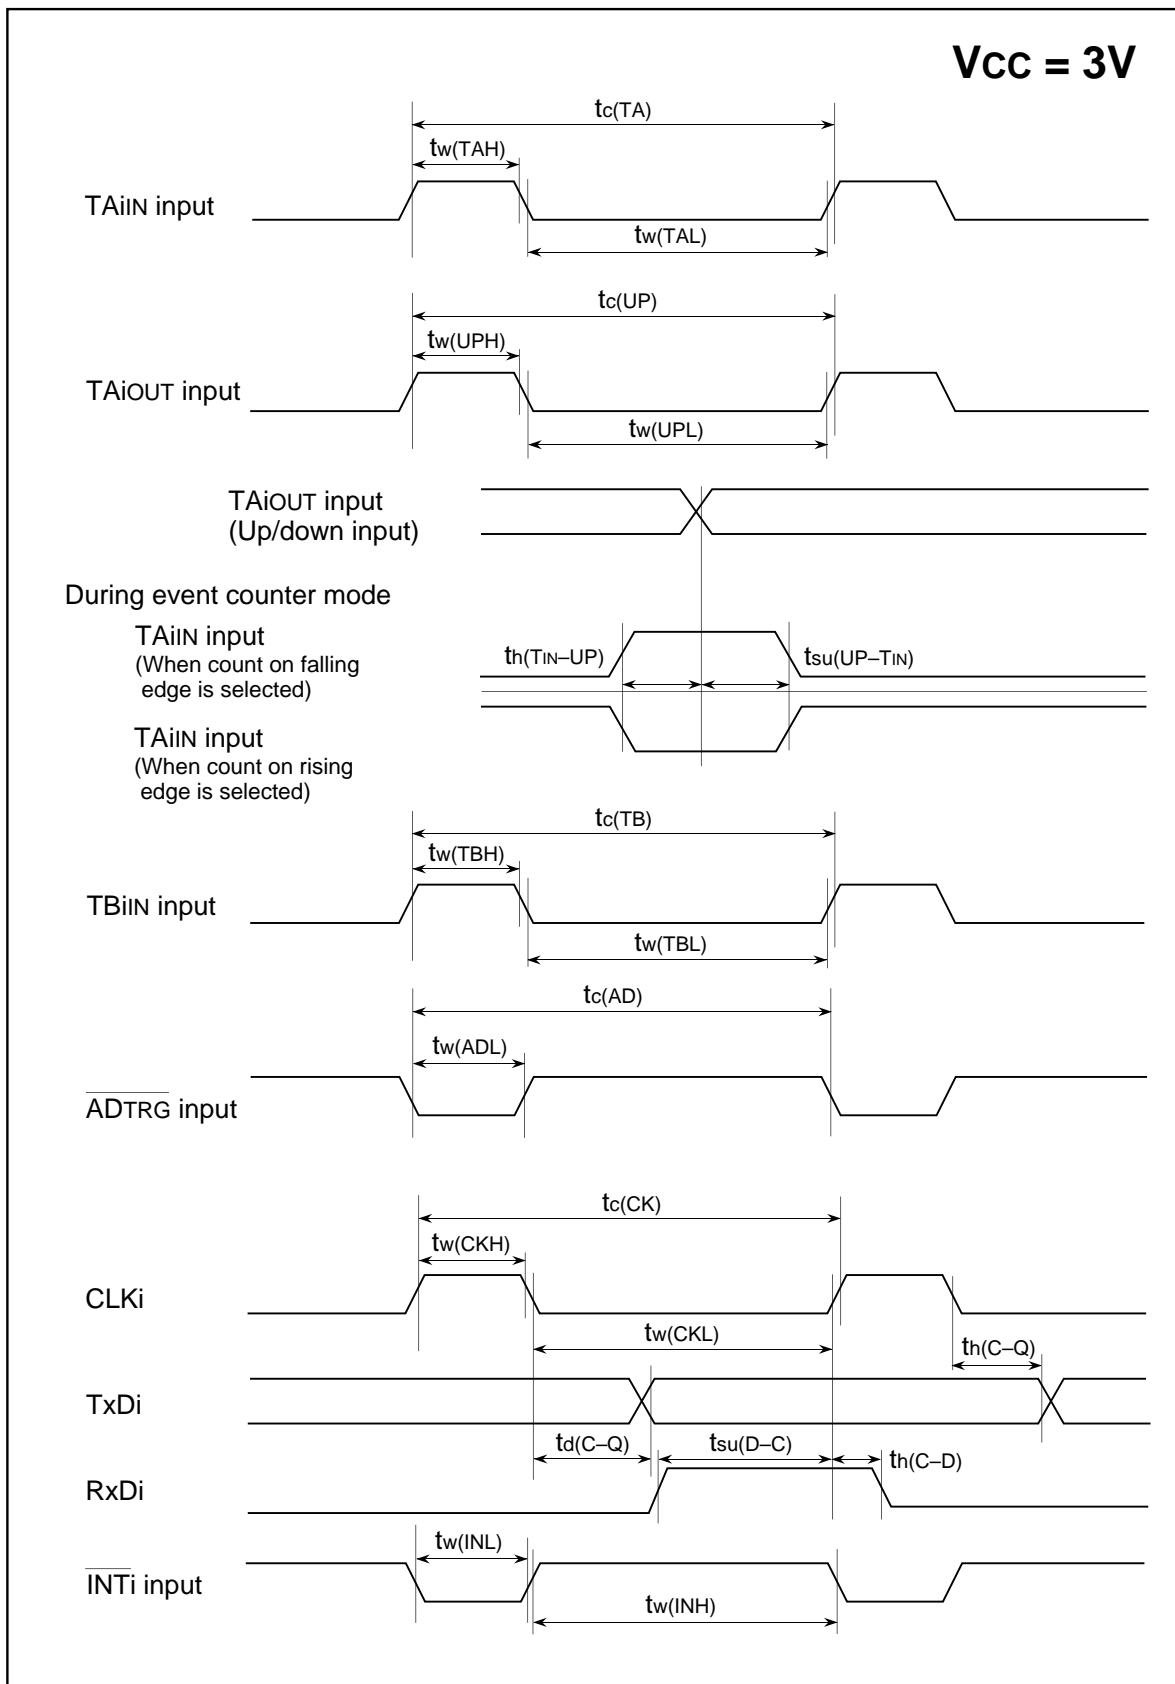 VCC = 3V
tc(TA)
tw(TAH)
TAiIN input
tw(TAL)
tc(UP)
tw(UPH)
TAiOUT input
tw(UPL)
TAiOUT input
(Up/down input)
During event counter mode
TAiIN input
(When count on falling
edge is selected)
th(TIN–UP)
tsu(UP–TIN)
TAiIN input
(When count on rising
edge is selected)
tc(TB)
tw(TBH)
TBiIN input
tw(TBL)
tc(AD)
tw(ADL)
ADTRG input
tc(CK)
tw(CKH)
CLKi
tw(CKL)
th(C–Q)
TxDi
td(C–Q)
tsu(D–C)
th(C–D)
RxDi
tw(INL)
INTi input
tw(INH)